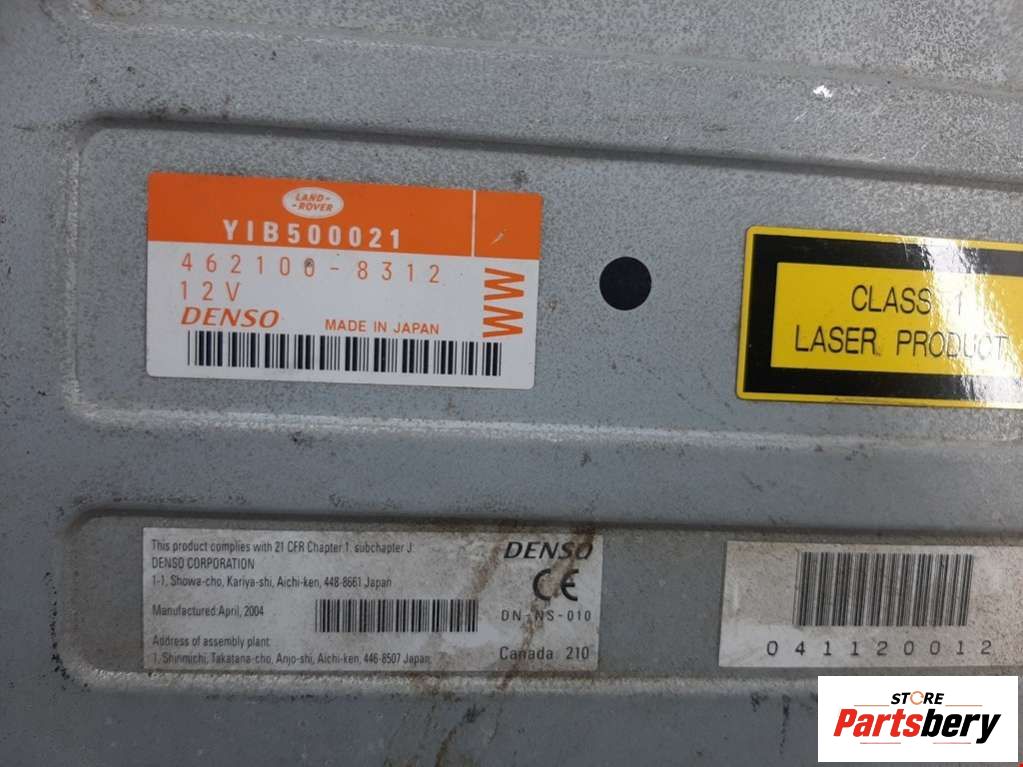 LAND-
-ROVER
YIB500021
462100-8312
12V
DENSO MADE IN JAPAN
WW
CLASS 1
LASER PRODUCT
This product complies with 21 CFR Chapter 1. subchapter J.
DENSO CORPORATION
1-1, Showa-cho, Kariya-shi, Aichi-ken, 448-8661 Japan
Manufactured: April, 2004
Address of assembly plant:
1, Shinmichi, Takatana-cho, Anjo-shi, Aichi-ken, 446-8507 Japan
DENSO
CE
DN-NS-010
Canada 210
041120012
STORE
Partsbery